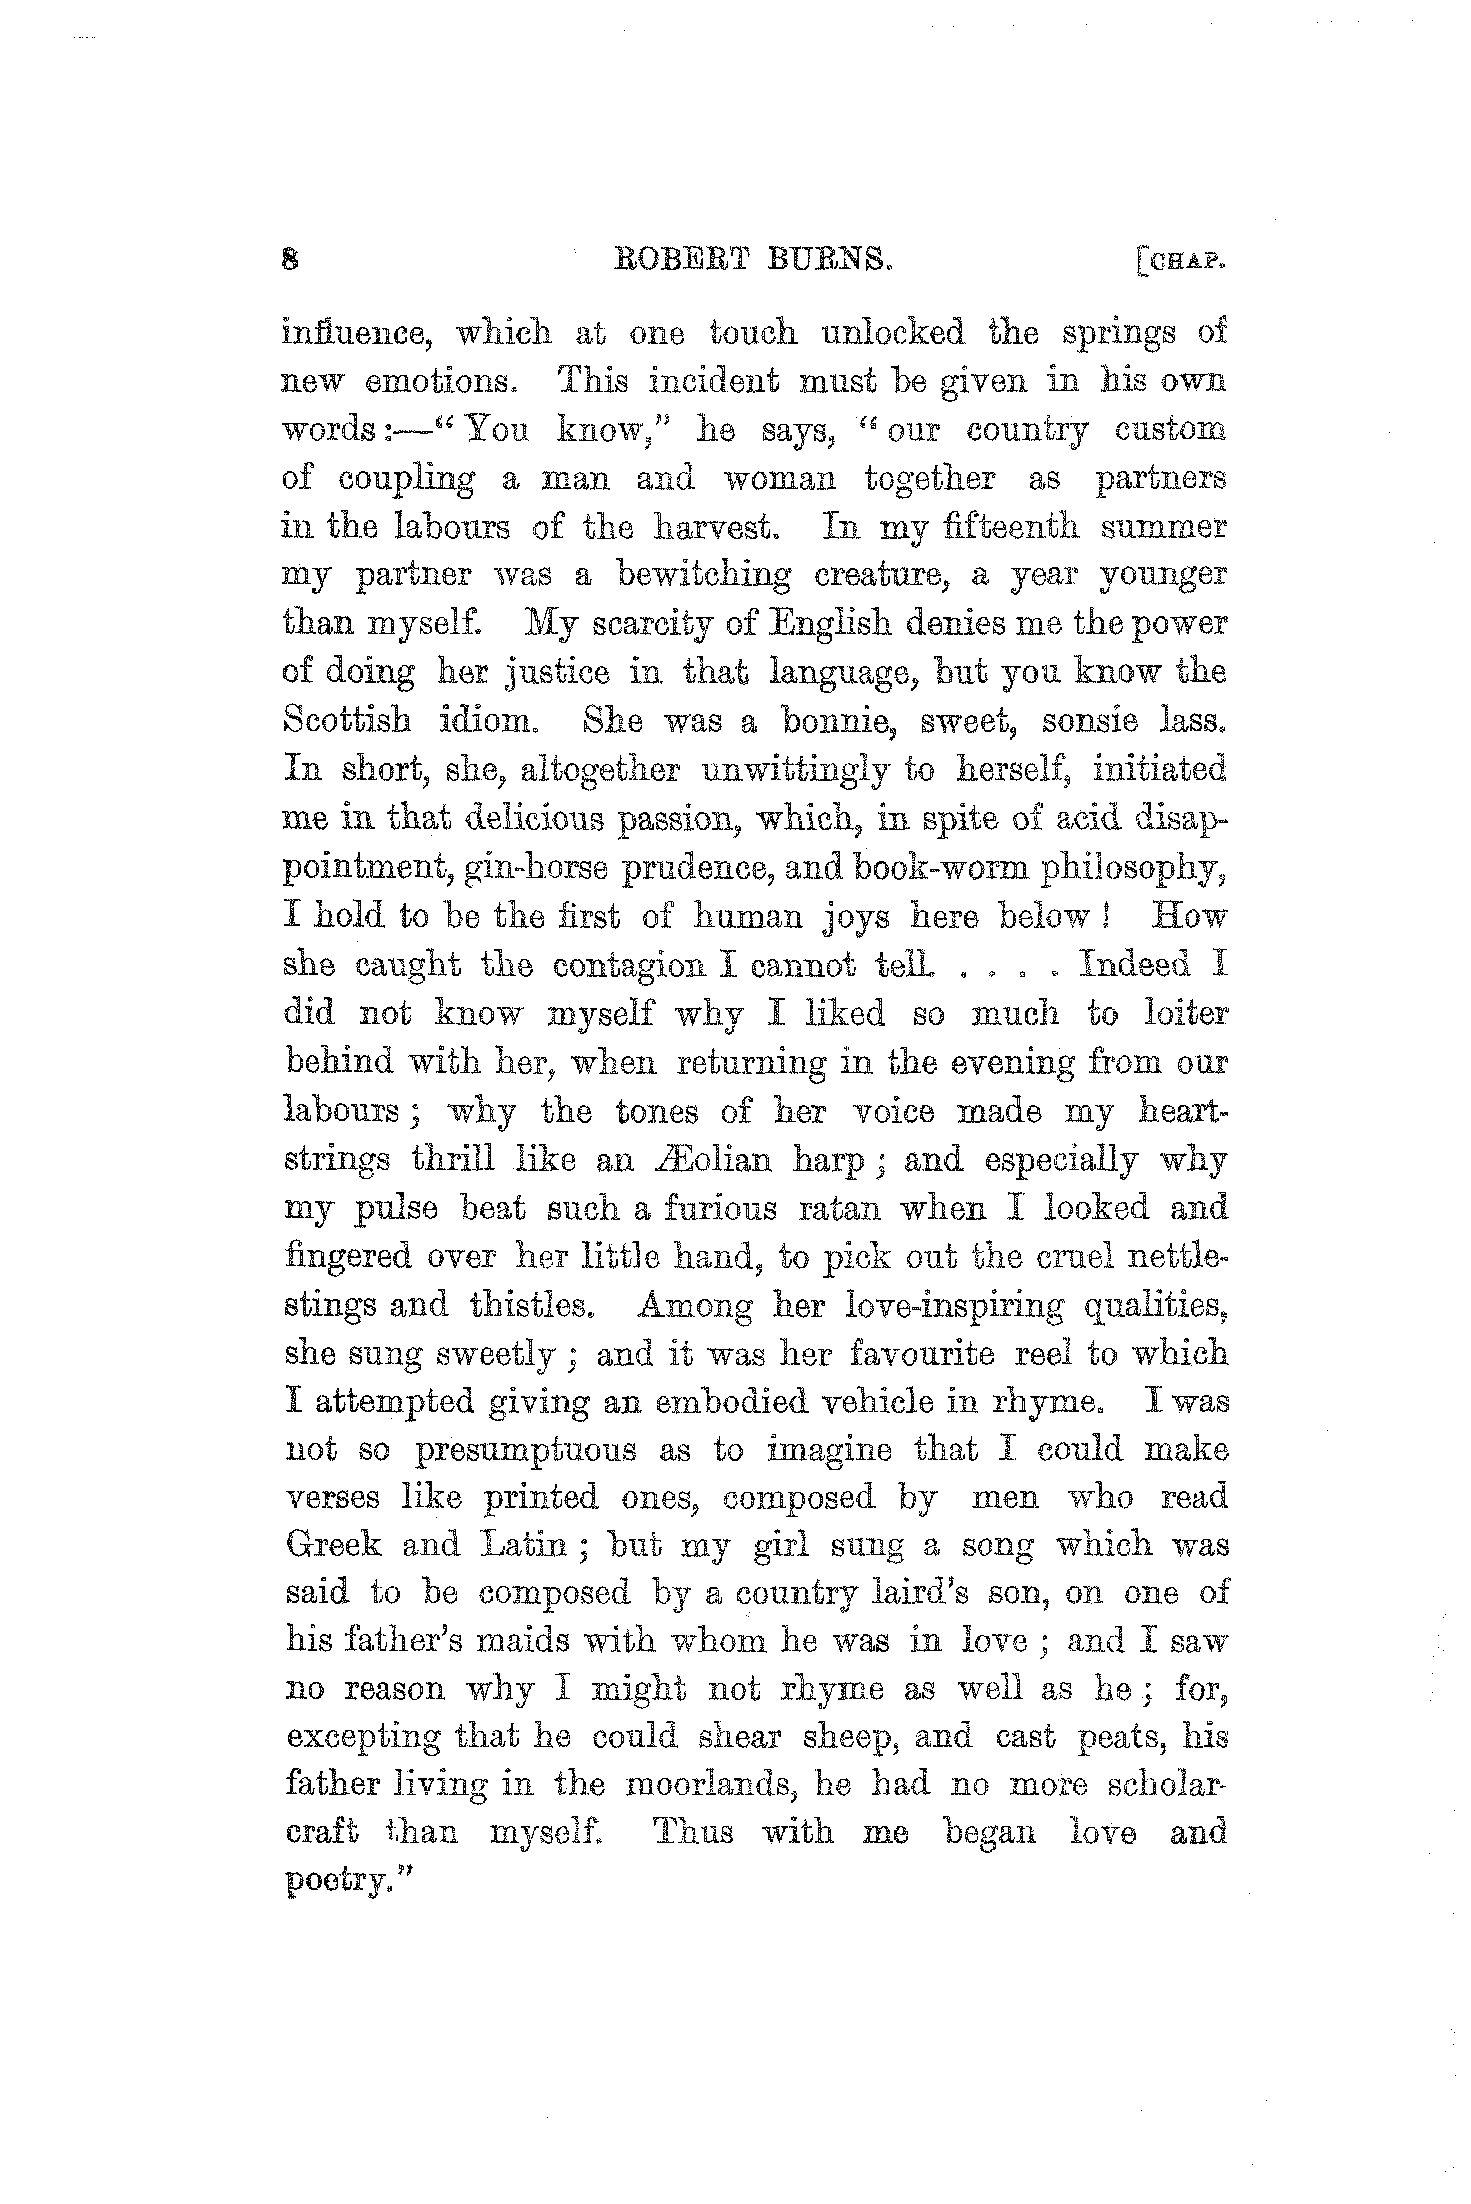 8 ROBERT BURNS. [CHAP.
influence, which at one touch unlocked the springs of
new emotions. This incident must be given in his own
words :—“ You know,” he says, “ our country custom
of coupling a man and woman together as partners
in the labours of the harvest. In my fifteenth summer
my partner was a bewitching creature, a year younger
than myself. My scarcity of English denies me the power
of doing her justice in that language, but you know the
Scottish idiom. She was a bonnie, sweet, sonsie lass.
In short, she, altogether unwittingly to herself, initiated
me in that delicious passion, which, in spite of acid disap-
pointment, gin-horse prudence, and book-worm philosophy,
I hold to be the first of human joys here below ! How
she caught the contagion I cannot tell. . . . . Indeed I
did not know myself why I liked so much to loiter
behind with her, when returning in the evening from our
labours ; why the tones of her voice made my heart-
strings thrill like an Æolian harp ; and especially why
my pulse beat such a furious ratan when I looked and
fingered over her little hand, to pick out the cruel nettle-
stings and thistles. Among her love-inspiring qualities,
she sung sweetly ; and it was her favourite reel to which
I attempted giving an embodied vehicle in rhyme. I was
not so presumptuous as to imagine that I could make
verses like printed ones, composed by men who read
Greek and Latin ; but my girl sung a song which was
said to be composed by a country laird’s son, on one of
his father’s maids with whom he was in love ; and I saw
no reason why I might not rhyme as well as he ; for,
excepting that he could shear sheep, and cast peats, his
father living in the moorlands, he had no more scholar-
craft than myself. Thus with me began love and
poetry.”